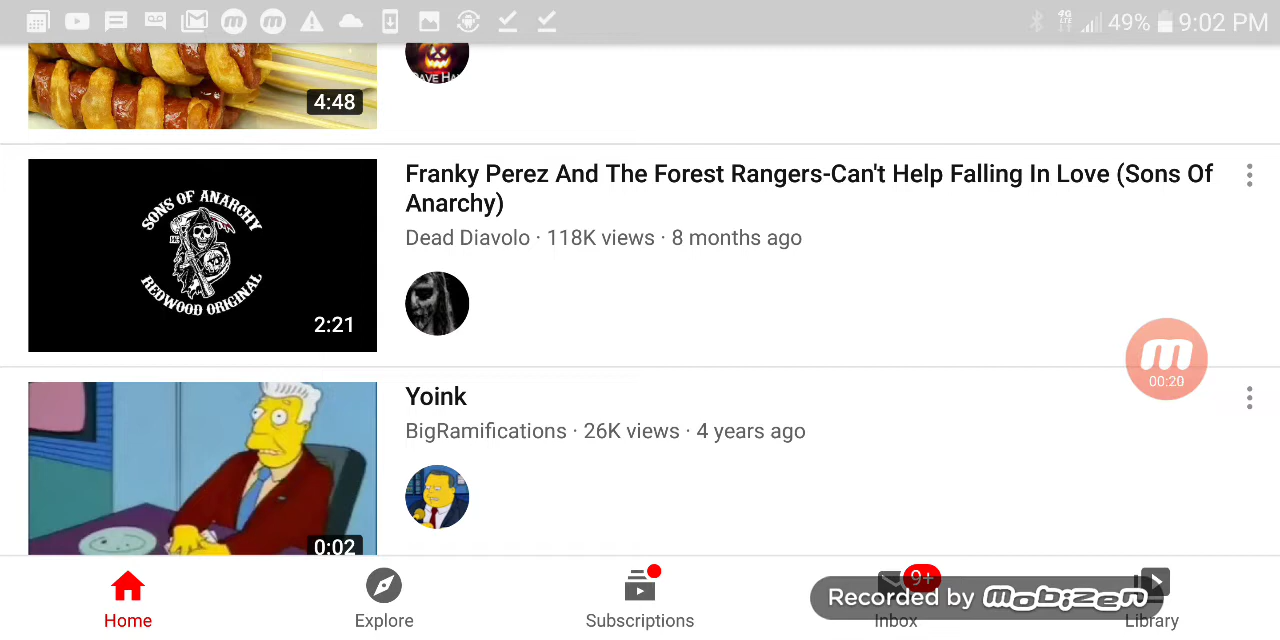 49% 9:02 PM
4:48
AVE HA
Franky Perez And The Forest Rangers-Can't Help Falling In Love (Sons Of
Anarchy)
Dead Diavolo · 118K views · 8 months ago
SONS OF ANARCHY
REDWOOD ORIGINAL
2:21
m
00:20
Yoink
BigRamifications · 26K views · 4 years ago
0:02
9+
Recorded by mobizen
Home Explore Subscriptions Inbox Library